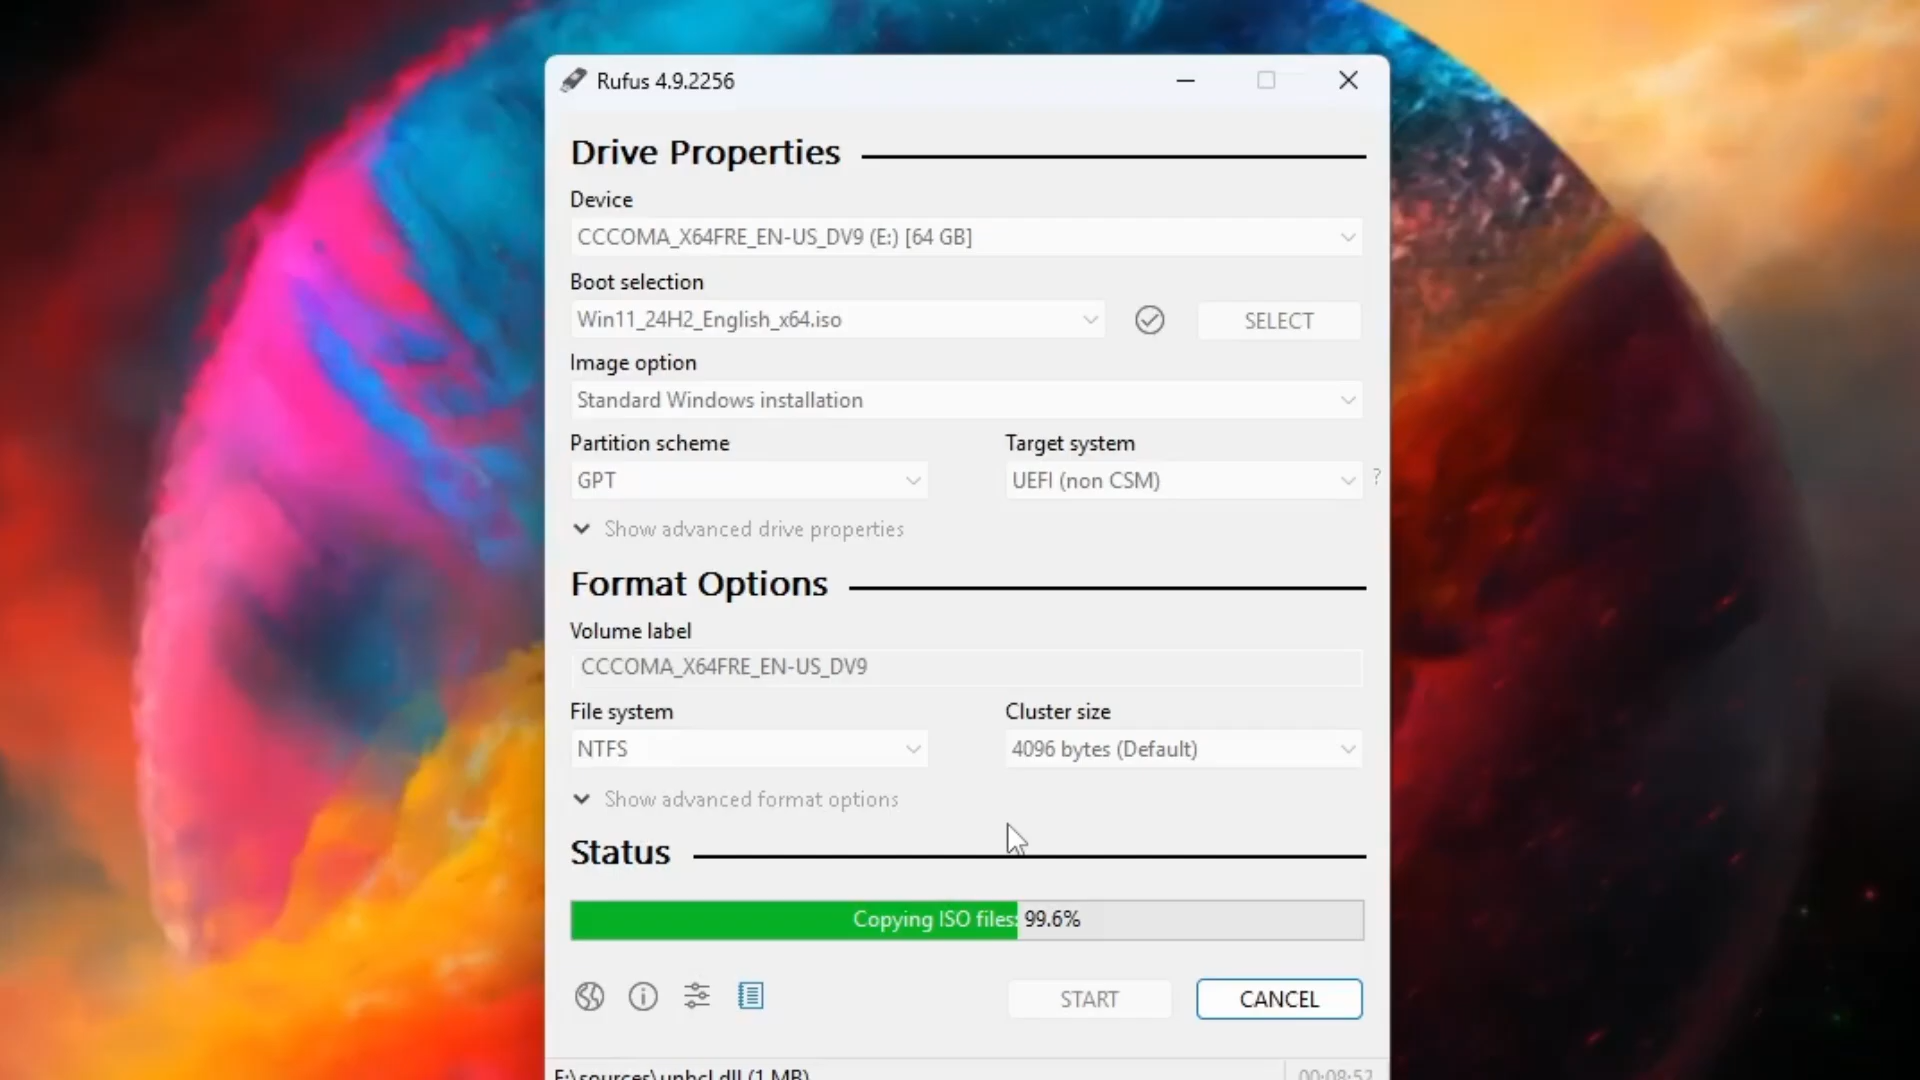 Rufus 4.9.2256
Drive Properties
Device
CCCOMA_X64FRE_EN-US_DV9 (E:) [64 GB]
Boot selection
Win11_24H2_English_x64.iso
SELECT
Image option
Standard Windows installation
Partition scheme
Target system
GPT
UEFI (non CSM)
?
Show advanced drive properties
Format Options
Volume label
CCCOMA_X64FRE_EN-US_DV9
File system
Cluster size
NTFS
4096 bytes (Default)
Show advanced format options
Status
Copying ISO files: 99.6%
START
CANCEL
(1 MB)